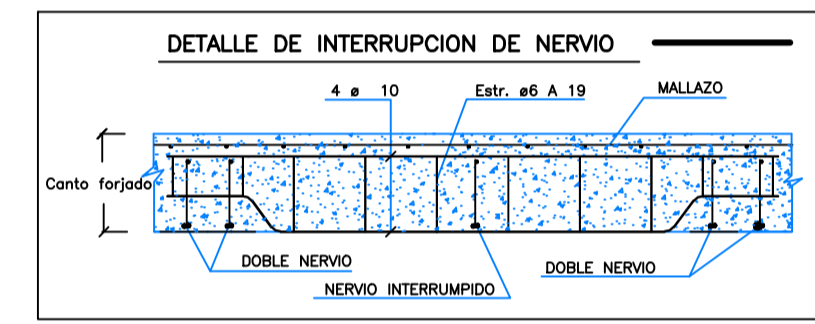 DETALLE DE INTERRUPCION DE NERVIO
4 ø 10
Estr. ø6 A 19
MALLAZO
Canto forjado
DOBLE NERVIO
DOBLE NERVIO
NERVIO INTERRUMPIDO